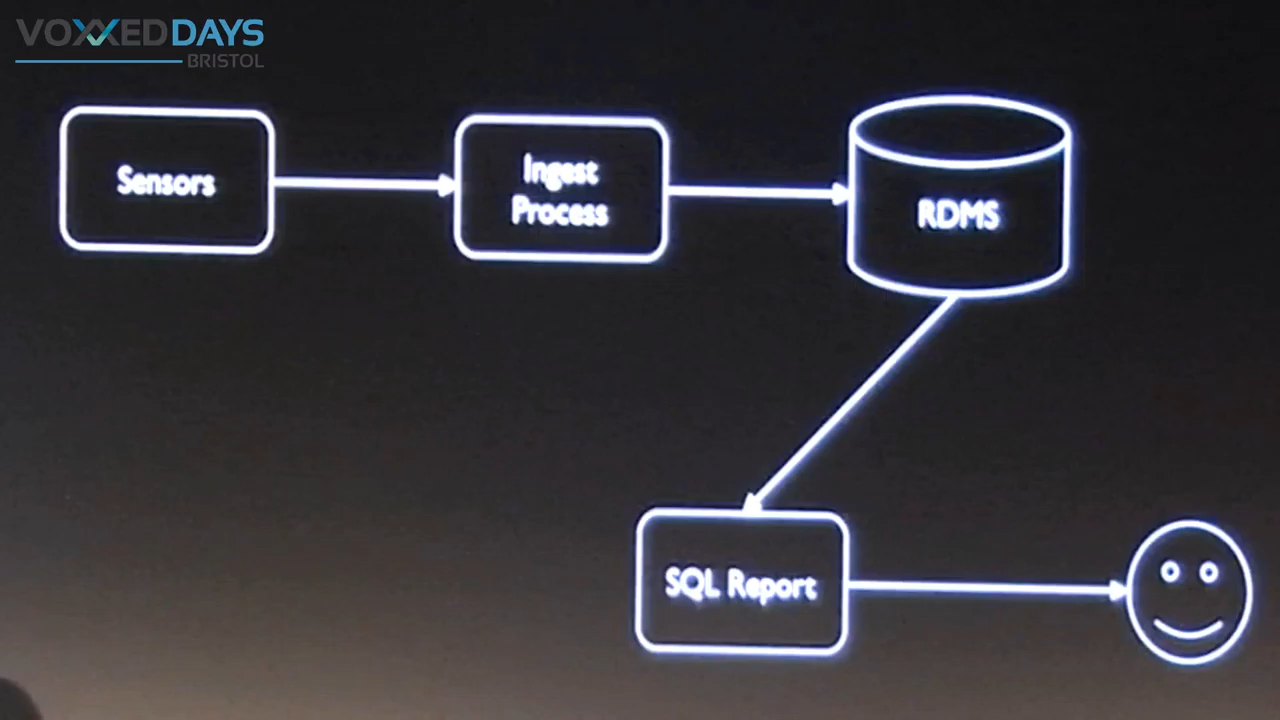 VOXXEDDAYS
BRISTOL
Sensors
Ingest
Process
RDMS
SQL Report